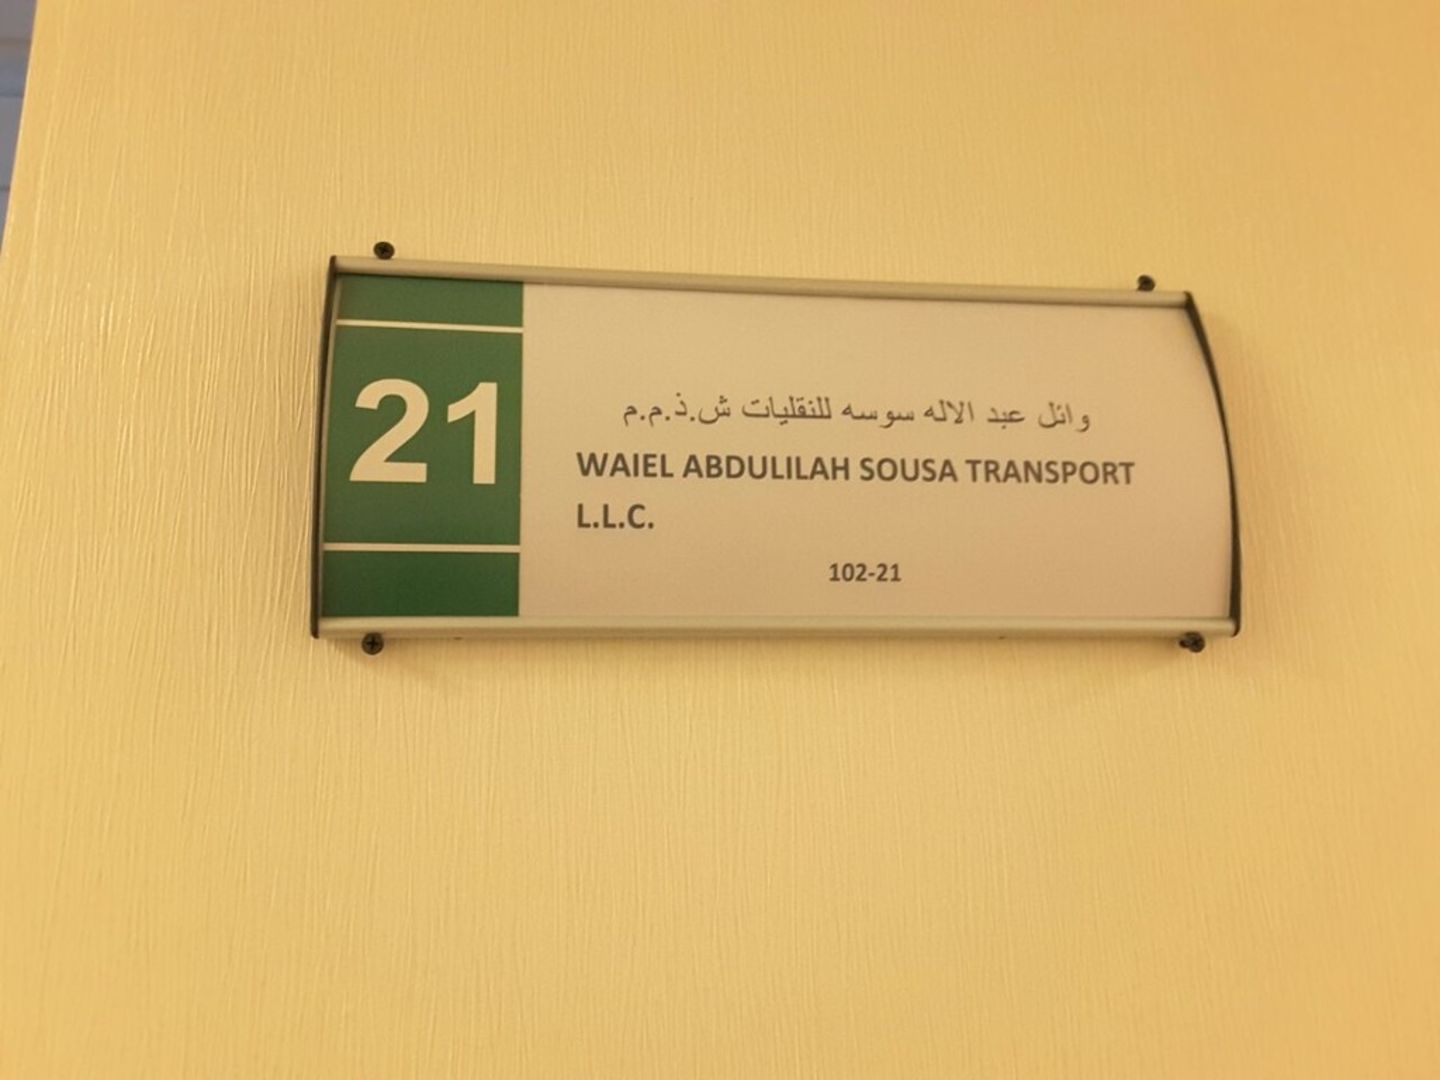 21
وائل عبد الاله سوسه للنقليات ش.ذ.م.م
WAIEL ABDULILAH SOUSA TRANSPORT
L.L.C.
102-21